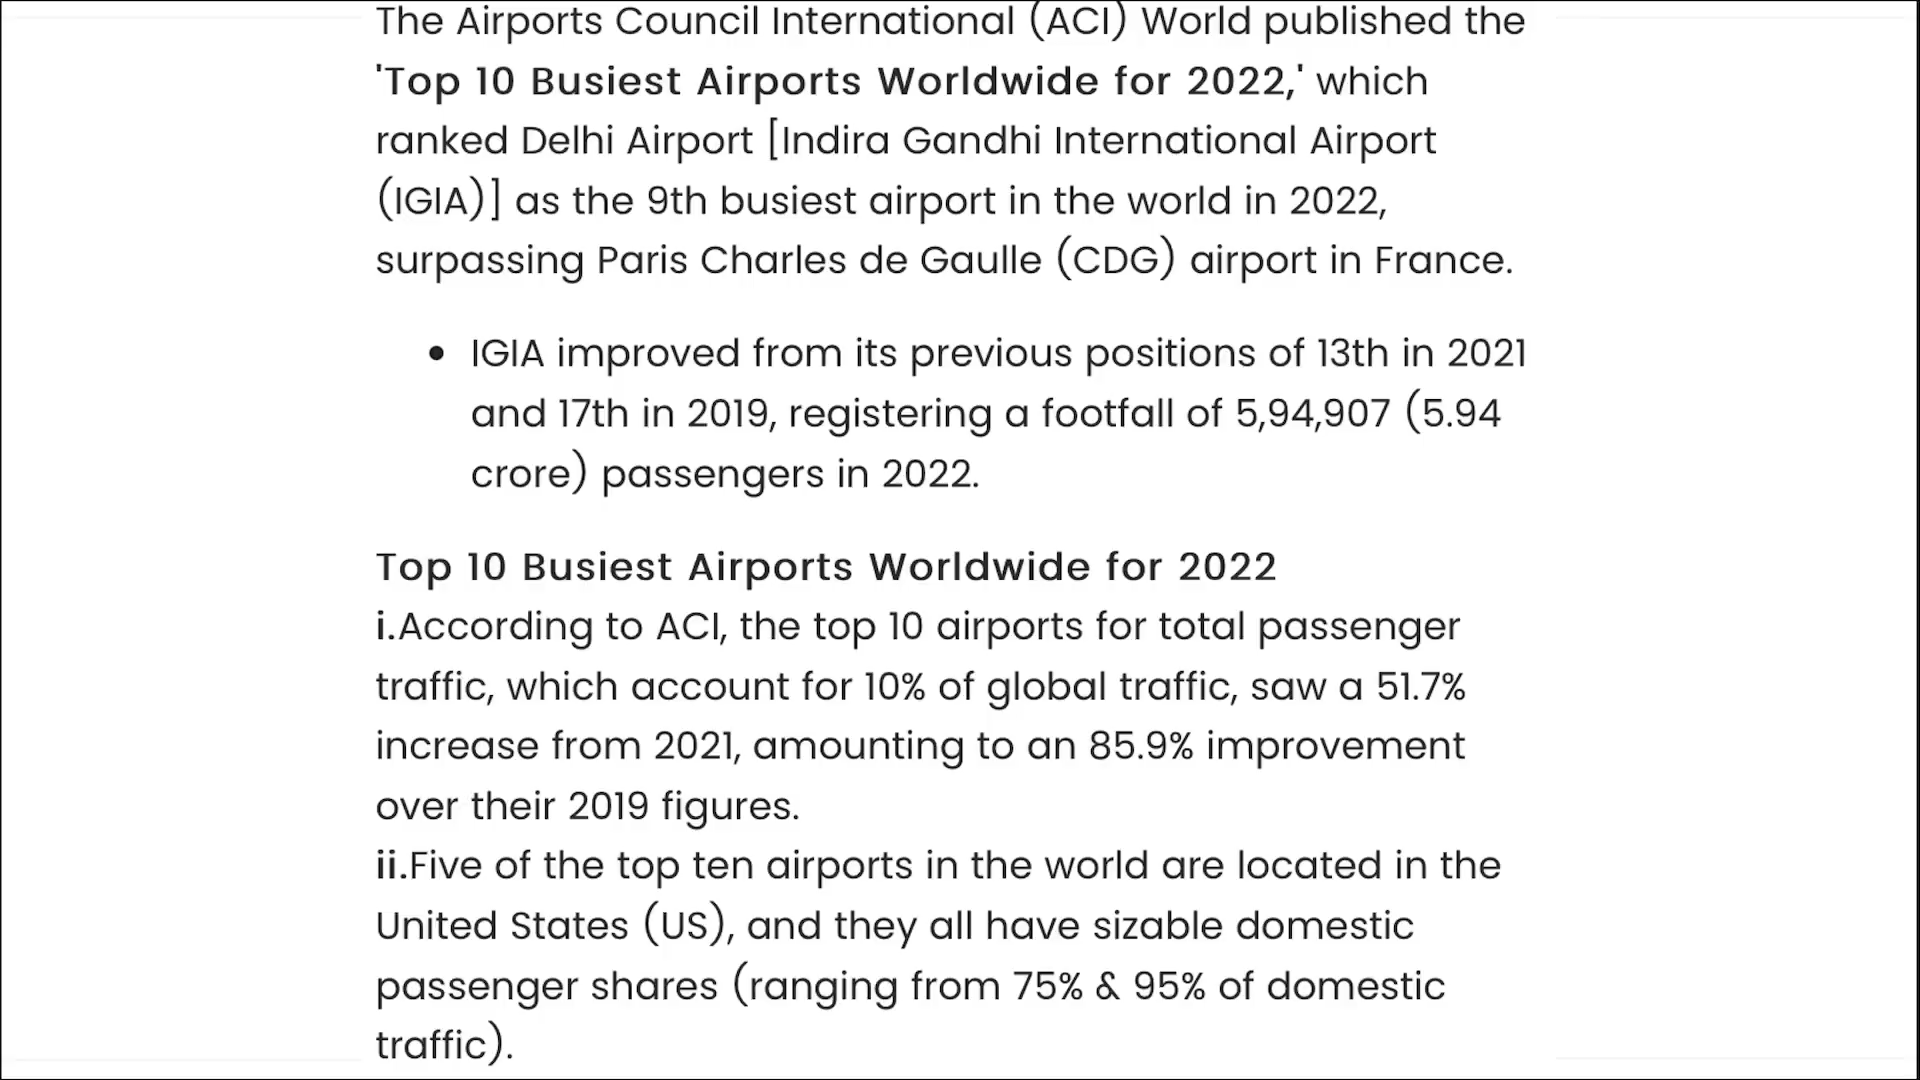 The Airports Council International (ACI) World published the
'Top 10 Busiest Airports Worldwide for 2022,' which
ranked Delhi Airport [Indira Gandhi International Airport
(IGIA)] as the 9th busiest airport in the world in 2022,
surpassing Paris Charles de Gaulle (CDG) airport in France.
• IGIA improved from its previous positions of 13th in 2021
and 17th in 2019, registering a footfall of 5,94,907 (5.94
crore) passengers in 2022.
Top 10 Busiest Airports Worldwide for 2022
i.According to ACI, the top 10 airports for total passenger
traffic, which account for 10% of global traffic, saw a 51.7%
increase from 2021, amounting to an 85.9% improvement
over their 2019 figures.
ii.Five of the top ten airports in the world are located in the
United States (US), and they all have sizable domestic
passenger shares (ranging from 75% & 95% of domestic
traffic).